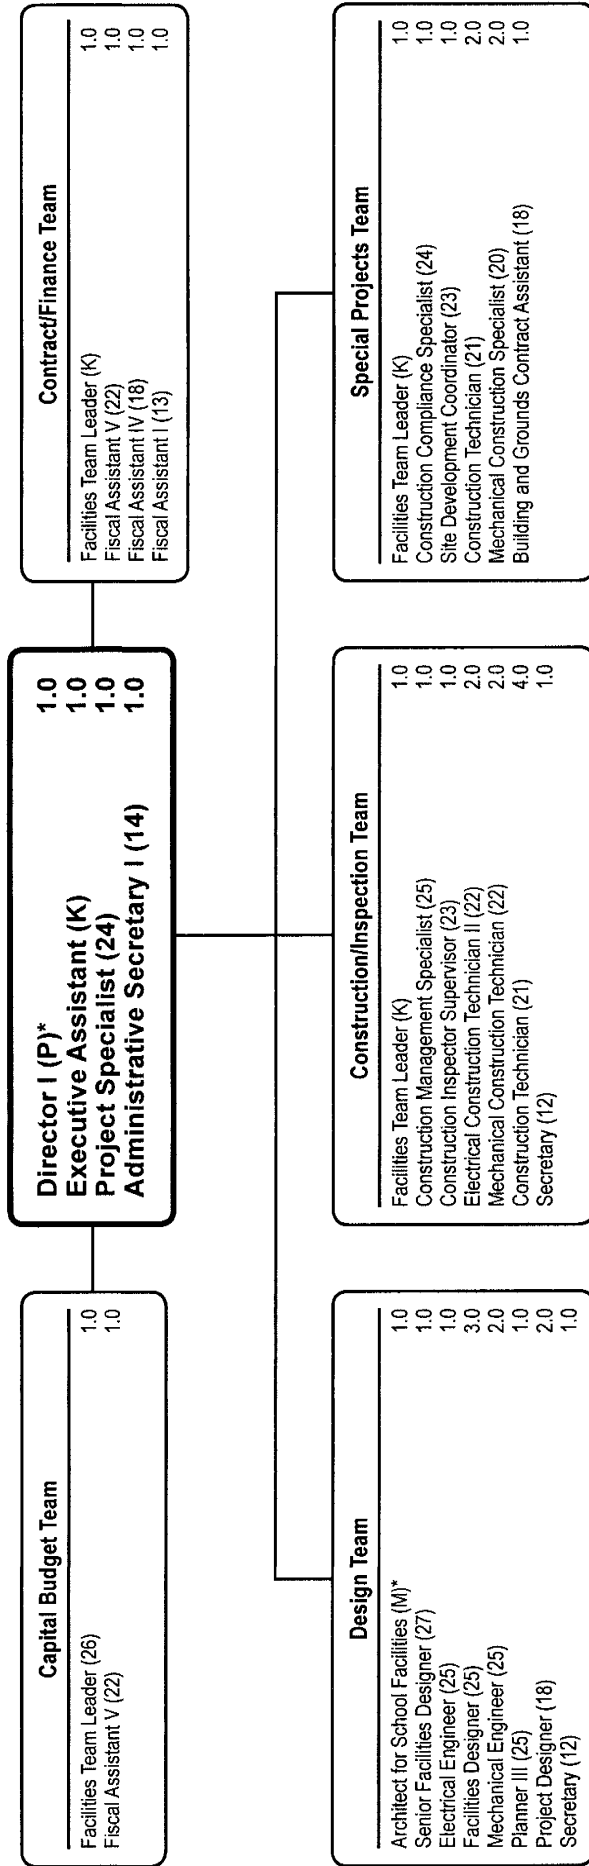 Capital Budget Team
Facilities Team Leader (26) 1.0
Fiscal Assistant V (22) 1.0
Director I (P)* 1.0
Executive Assistant (K) 1.0
Project Specialist (24) 1.0
Administrative Secretary I (14) 1.0
Contract/Finance Team
Facilities Team Leader (K) 1.0
Fiscal Assistant V (22) 1.0
Fiscal Assistant IV (18) 1.0
Fiscal Assistant I (13) 1.0
Design Team
Architect for School Facilities (M)* 1.0
Senior Facilities Designer (27) 1.0
Electrical Engineer (25) 1.0
Facilities Designer (25) 3.0
Mechanical Engineer (25) 2.0
Planner III (25) 1.0
Project Designer (18) 2.0
Secretary (12) 1.0
Construction/Inspection Team
Facilities Team Leader (K) 1.0
Construction Management Specialist (25) 1.0
Construction Inspector Supervisor (23) 1.0
Electrical Construction Technician II (22) 2.0
Mechanical Construction Technician (22) 2.0
Construction Technician (21) 4.0
Secretary (12) 1.0
Special Projects Team
Facilities Team Leader (K) 1.0
Construction Compliance Specialist (24) 1.0
Site Development Coordinator (23) 1.0
Construction Technician (21) 2.0
Mechanical Construction Specialist (20) 2.0
Building and Grounds Contract Assistant (18) 1.0